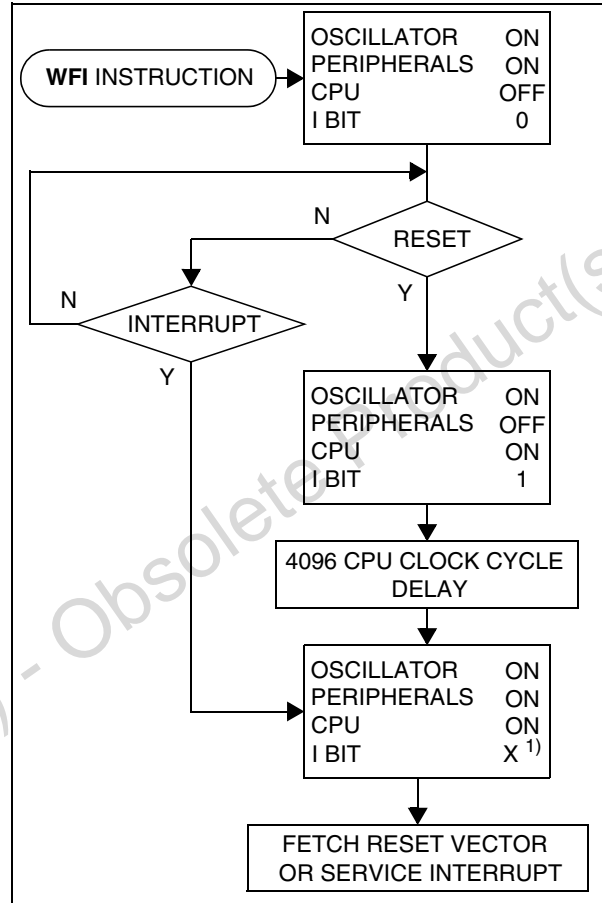 WFI INSTRUCTION
OSCILLATOR ON
PERIPHERALS ON
CPU OFF
I BIT 0
N
RESET
N
INTERRUPT
Y
Y
OSCILLATOR ON
PERIPHERALS OFF
CPU ON
I BIT 1
4096 CPU CLOCK CYCLE
DELAY
OSCILLATOR ON
PERIPHERALS ON
CPU ON
I BIT X 1)
FETCH RESET VECTOR
OR SERVICE INTERRUPT
) - Obsolete Product(s